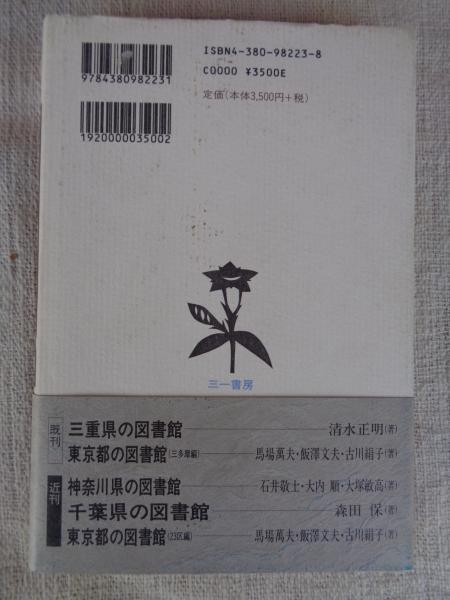 9784380982231
ISBN4-380-98223-8
C0000 ¥3500E
定価(本体3,500円+税)
1920000035002
三一書房
既刊
三重県の図書館 清水正明(著)
東京都の図書館(三多摩編) 馬場萬夫・飯澤文夫・古川絹子(著)
近刊
神奈川県の図書館 石井敬士・大内 順・大塚敏高(著)
千葉県の図書館 森田 保(著)
東京都の図書館(23区編) 馬場萬夫・飯澤文夫・古川絹子(著)